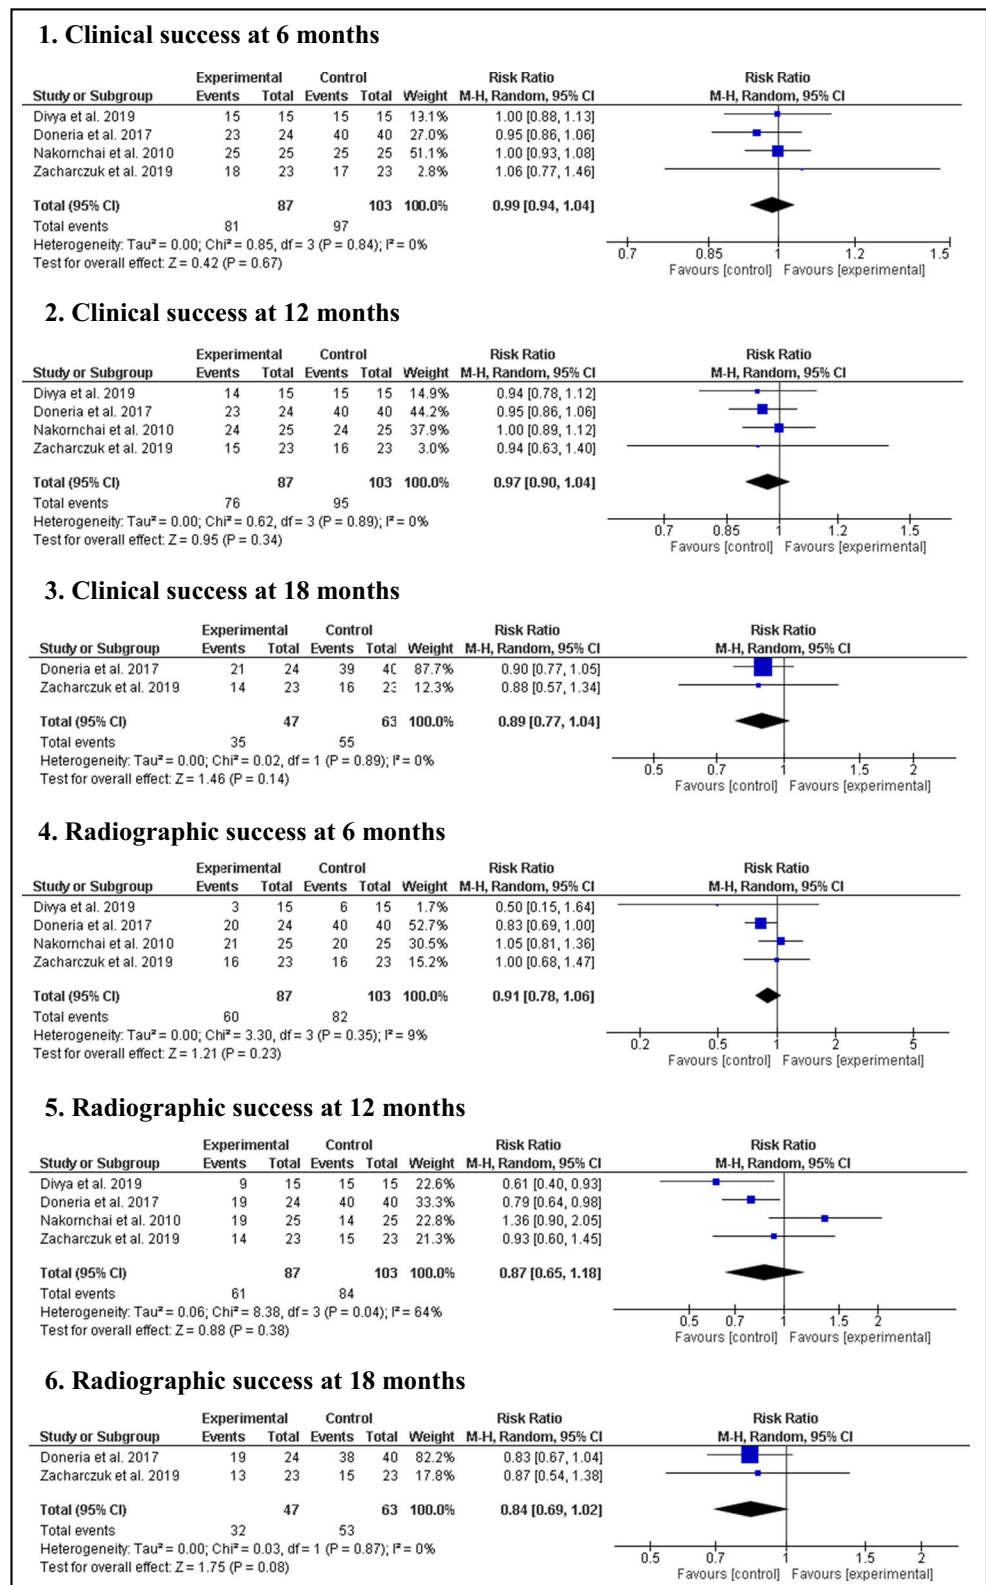 1. Clinical success at 6 months
Experimental Control Risk Ratio Risk Ratio
Study or Subgroup Events Total Events Total Weight M-H, Random, 95% CI M-H, Random, 95% CI
Divya et al. 2019 15 15 15 15 19.1% 1.00 [0.88, 1.13]
Doneria et al. 2017 23 24 40 40 27.0% 0.95 [0.86, 1.06]
Nakornchai et al. 2010 25 25 25 25 51.1% 1.00 [0.93, 1.08]
Zacharczuk et al. 2019 18 23 17 23 2.8% 1.06 [0.77, 1.46]
Total (95% CI) 87 103 100.0% 0.99 [0.94, 1.04]
Total events 81 97
Heterogeneity: Tau² = 0.00; Chi² = 0.85, df = 3 (P = 0.84); I² = 0%
Test for overall effect: Z = 0.42 (P = 0.67)
0.7 0.85 1 1.2 1.5
Favours [control] Favours [experimental]
2. Clinical success at 12 months
Experimental Control Risk Ratio Risk Ratio
Study or Subgroup Events Total Events Total Weight M-H, Random, 95% CI M-H, Random, 95% CI
Divya et al. 2019 14 15 15 15 14.9% 0.94 [0.78, 1.12]
Doneria et al. 2017 23 24 40 40 44.2% 0.95 [0.86, 1.06]
Nakornchai et al. 2010 24 25 24 25 37.9% 1.00 [0.89, 1.12]
Zacharczuk et al. 2019 15 23 16 23 3.0% 0.94 [0.63, 1.40]
Total (95% CI) 87 103 100.0% 0.97 [0.90, 1.04]
Total events 76 95
Heterogeneity: Tau² = 0.00; Chi² = 0.62, df = 3 (P = 0.89); I² = 0%
Test for overall effect: Z = 0.95 (P = 0.34)
0.7 0.85 1 1.2 1.5
Favours [control] Favours [experimental]
3. Clinical success at 18 months
Experimental Control Risk Ratio Risk Ratio
Study or Subgroup Events Total Events Total Weight M-H, Random, 95% CI M-H, Random, 95% CI
Doneria et al. 2017 21 24 39 40 87.7% 0.90 [0.77, 1.05]
Zacharczuk et al. 2019 14 23 16 23 12.3% 0.88 [0.57, 1.34]
Total (95% CI) 47 63 100.0% 0.89 [0.77, 1.04]
Total events 35 55
Heterogeneity: Tau² = 0.00; Chi² = 0.02, df = 1 (P = 0.89); I² = 0%
Test for overall effect: Z = 1.46 (P = 0.14)
0.5 0.7 1 1.5 2
Favours [control] Favours [experimental]
4. Radiographic success at 6 months
Experimental Control Risk Ratio Risk Ratio
Study or Subgroup Events Total Events Total Weight M-H, Random, 95% CI M-H, Random, 95% CI
Divya et al. 2019 3 15 6 15 1.7% 0.50 [0.15, 1.64]
Doneria et al. 2017 20 24 40 40 52.7% 0.83 [0.69, 1.00]
Nakornchai et al. 2010 21 25 20 25 30.5% 1.05 [0.81, 1.36]
Zacharczuk et al. 2019 16 23 16 23 15.2% 1.00 [0.68, 1.47]
Total (95% CI) 87 103 100.0% 0.91 [0.78, 1.06]
Total events 60 82
Heterogeneity: Tau² = 0.00; Chi² = 3.30, df = 3 (P = 0.35); I² = 9%
Test for overall effect: Z = 1.21 (P = 0.23)
0.2 0.5 1 2 5
Favours [control] Favours [experimental]
5. Radiographic success at 12 months
Experimental Control Risk Ratio Risk Ratio
Study or Subgroup Events Total Events Total Weight M-H, Random, 95% CI M-H, Random, 95% CI
Divya et al. 2019 9 15 15 15 22.6% 0.61 [0.40, 0.93]
Doneria et al. 2017 19 24 40 40 33.3% 0.79 [0.64, 0.98]
Nakornchai et al. 2010 19 25 14 25 22.8% 1.36 [0.90, 2.05]
Zacharczuk et al. 2019 14 23 15 23 21.3% 0.93 [0.60, 1.45]
Total (95% CI) 87 103 100.0% 0.87 [0.65, 1.18]
Total events 61 84
Heterogeneity: Tau² = 0.06; Chi² = 8.38, df = 3 (P = 0.04); I² = 64%
Test for overall effect: Z = 0.88 (P = 0.38)
0.5 0.7 1 1.5 2
Favours [control] Favours [experimental]
6. Radiographic success at 18 months
Experimental Control Risk Ratio Risk Ratio
Study or Subgroup Events Total Events Total Weight M-H, Random, 95% CI M-H, Random, 95% CI
Doneria et al. 2017 19 24 38 40 82.2% 0.83 [0.67, 1.04]
Zacharczuk et al. 2019 13 23 15 23 17.8% 0.87 [0.54, 1.38]
Total (95% CI) 47 63 100.0% 0.84 [0.69, 1.02]
Total events 32 53
Heterogeneity: Tau² = 0.00; Chi² = 0.03, df = 1 (P = 0.87); I² = 0%
Test for overall effect: Z = 1.75 (P = 0.08)
0.5 0.7 1 1.5 2
Favours [control] Favours [experimental]